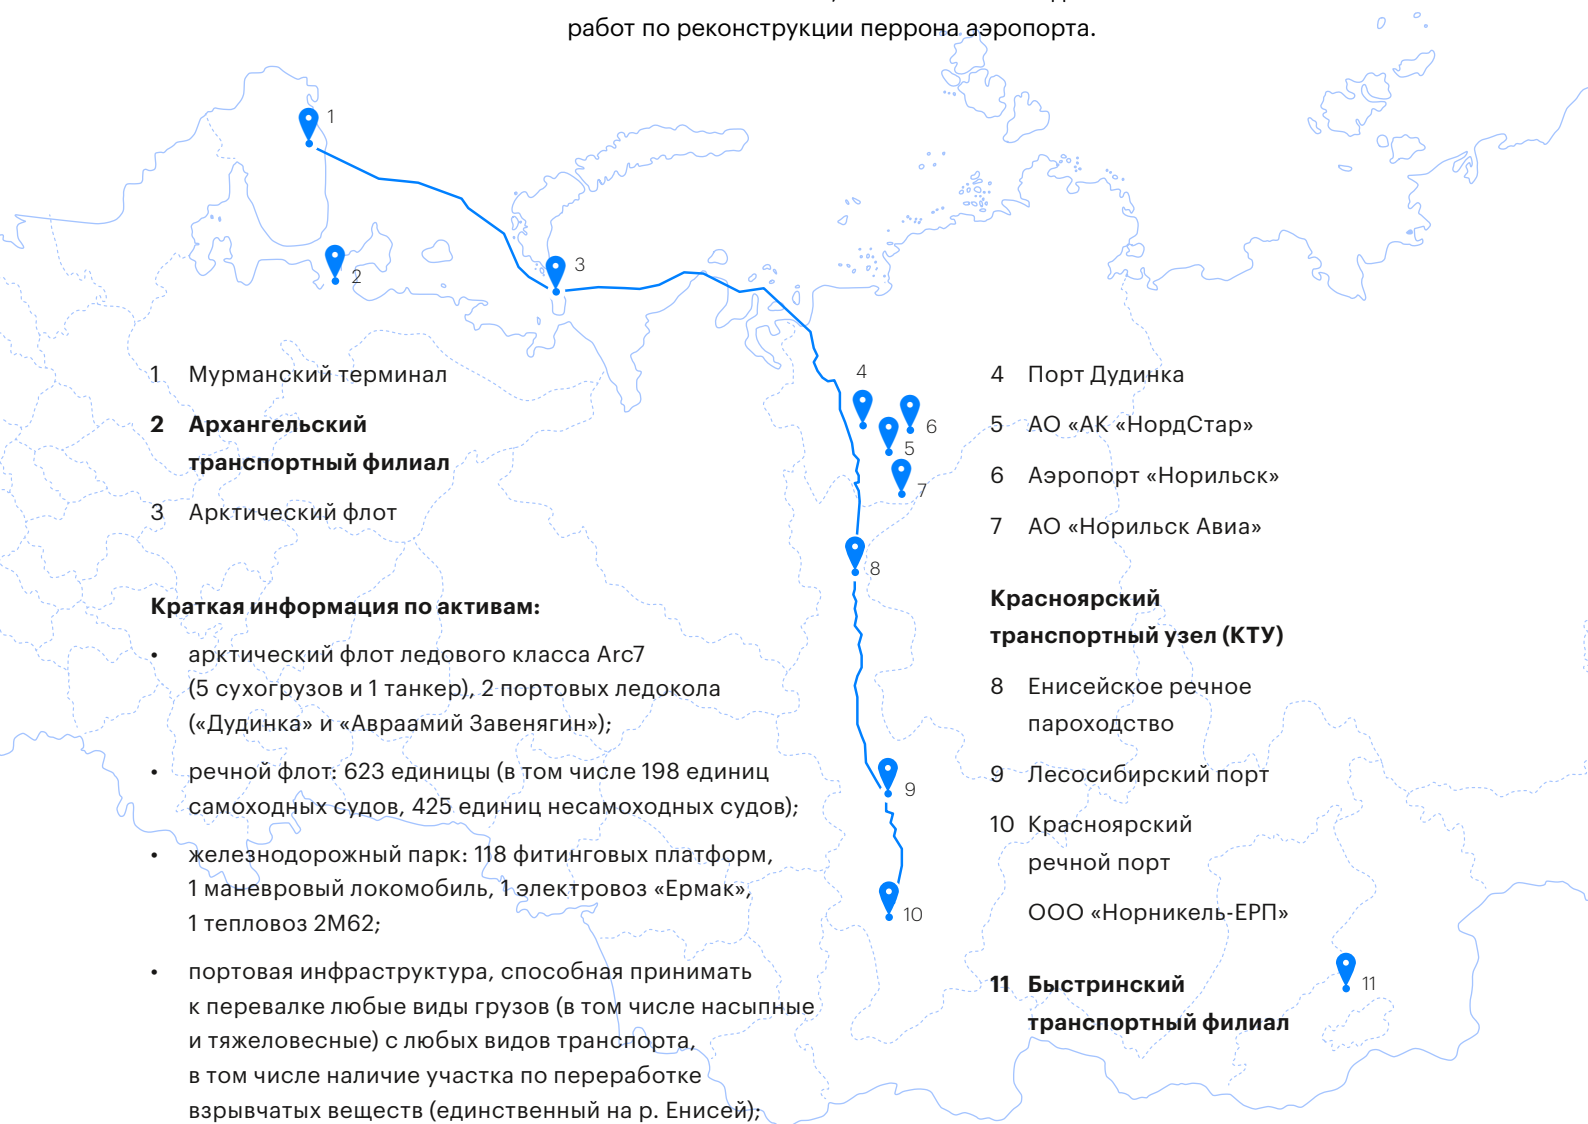 работ по реконструкции перрона аэропорта.
1
2
3
4
5
6
7
8
9
10
11
1 Мурманский терминал
2 Архангельский
транспортный филиал
3 Арктический флот
Краткая информация по активам:
• арктический флот ледового класса Arc7
(5 сухогрузов и 1 танкер), 2 портовых ледокола
(«Дудинка» и «Авраамий Завенягин»);
• речной флот: 623 единицы (в том числе 198 единиц
самоходных судов, 425 единиц несамоходных судов);
• железнодорожный парк: 118 фитинговых платформ,
1 маневровый локомобиль, 1 электровоз «Ермак»,
1 тепловоз 2М62;
• портовая инфраструктура, способная принимать
к перевалке любые виды грузов (в том числе насыпные
и тяжеловесные) с любых видов транспорта,
в том числе наличие участка по переработке
взрывчатых веществ (единственный на р. Енисей);
4 Порт Дудинка
5 АО «АК «НордСтар»
6 Аэропорт «Норильск»
7 АО «Норильск Авиа»
Красноярский
транспортный узел (КТУ)
8 Енисейское речное
пароходство
9 Лесосибирский порт
10 Красноярский
речной порт
ООО «Норникель-ЕРП»
11 Быстринский
транспортный филиал